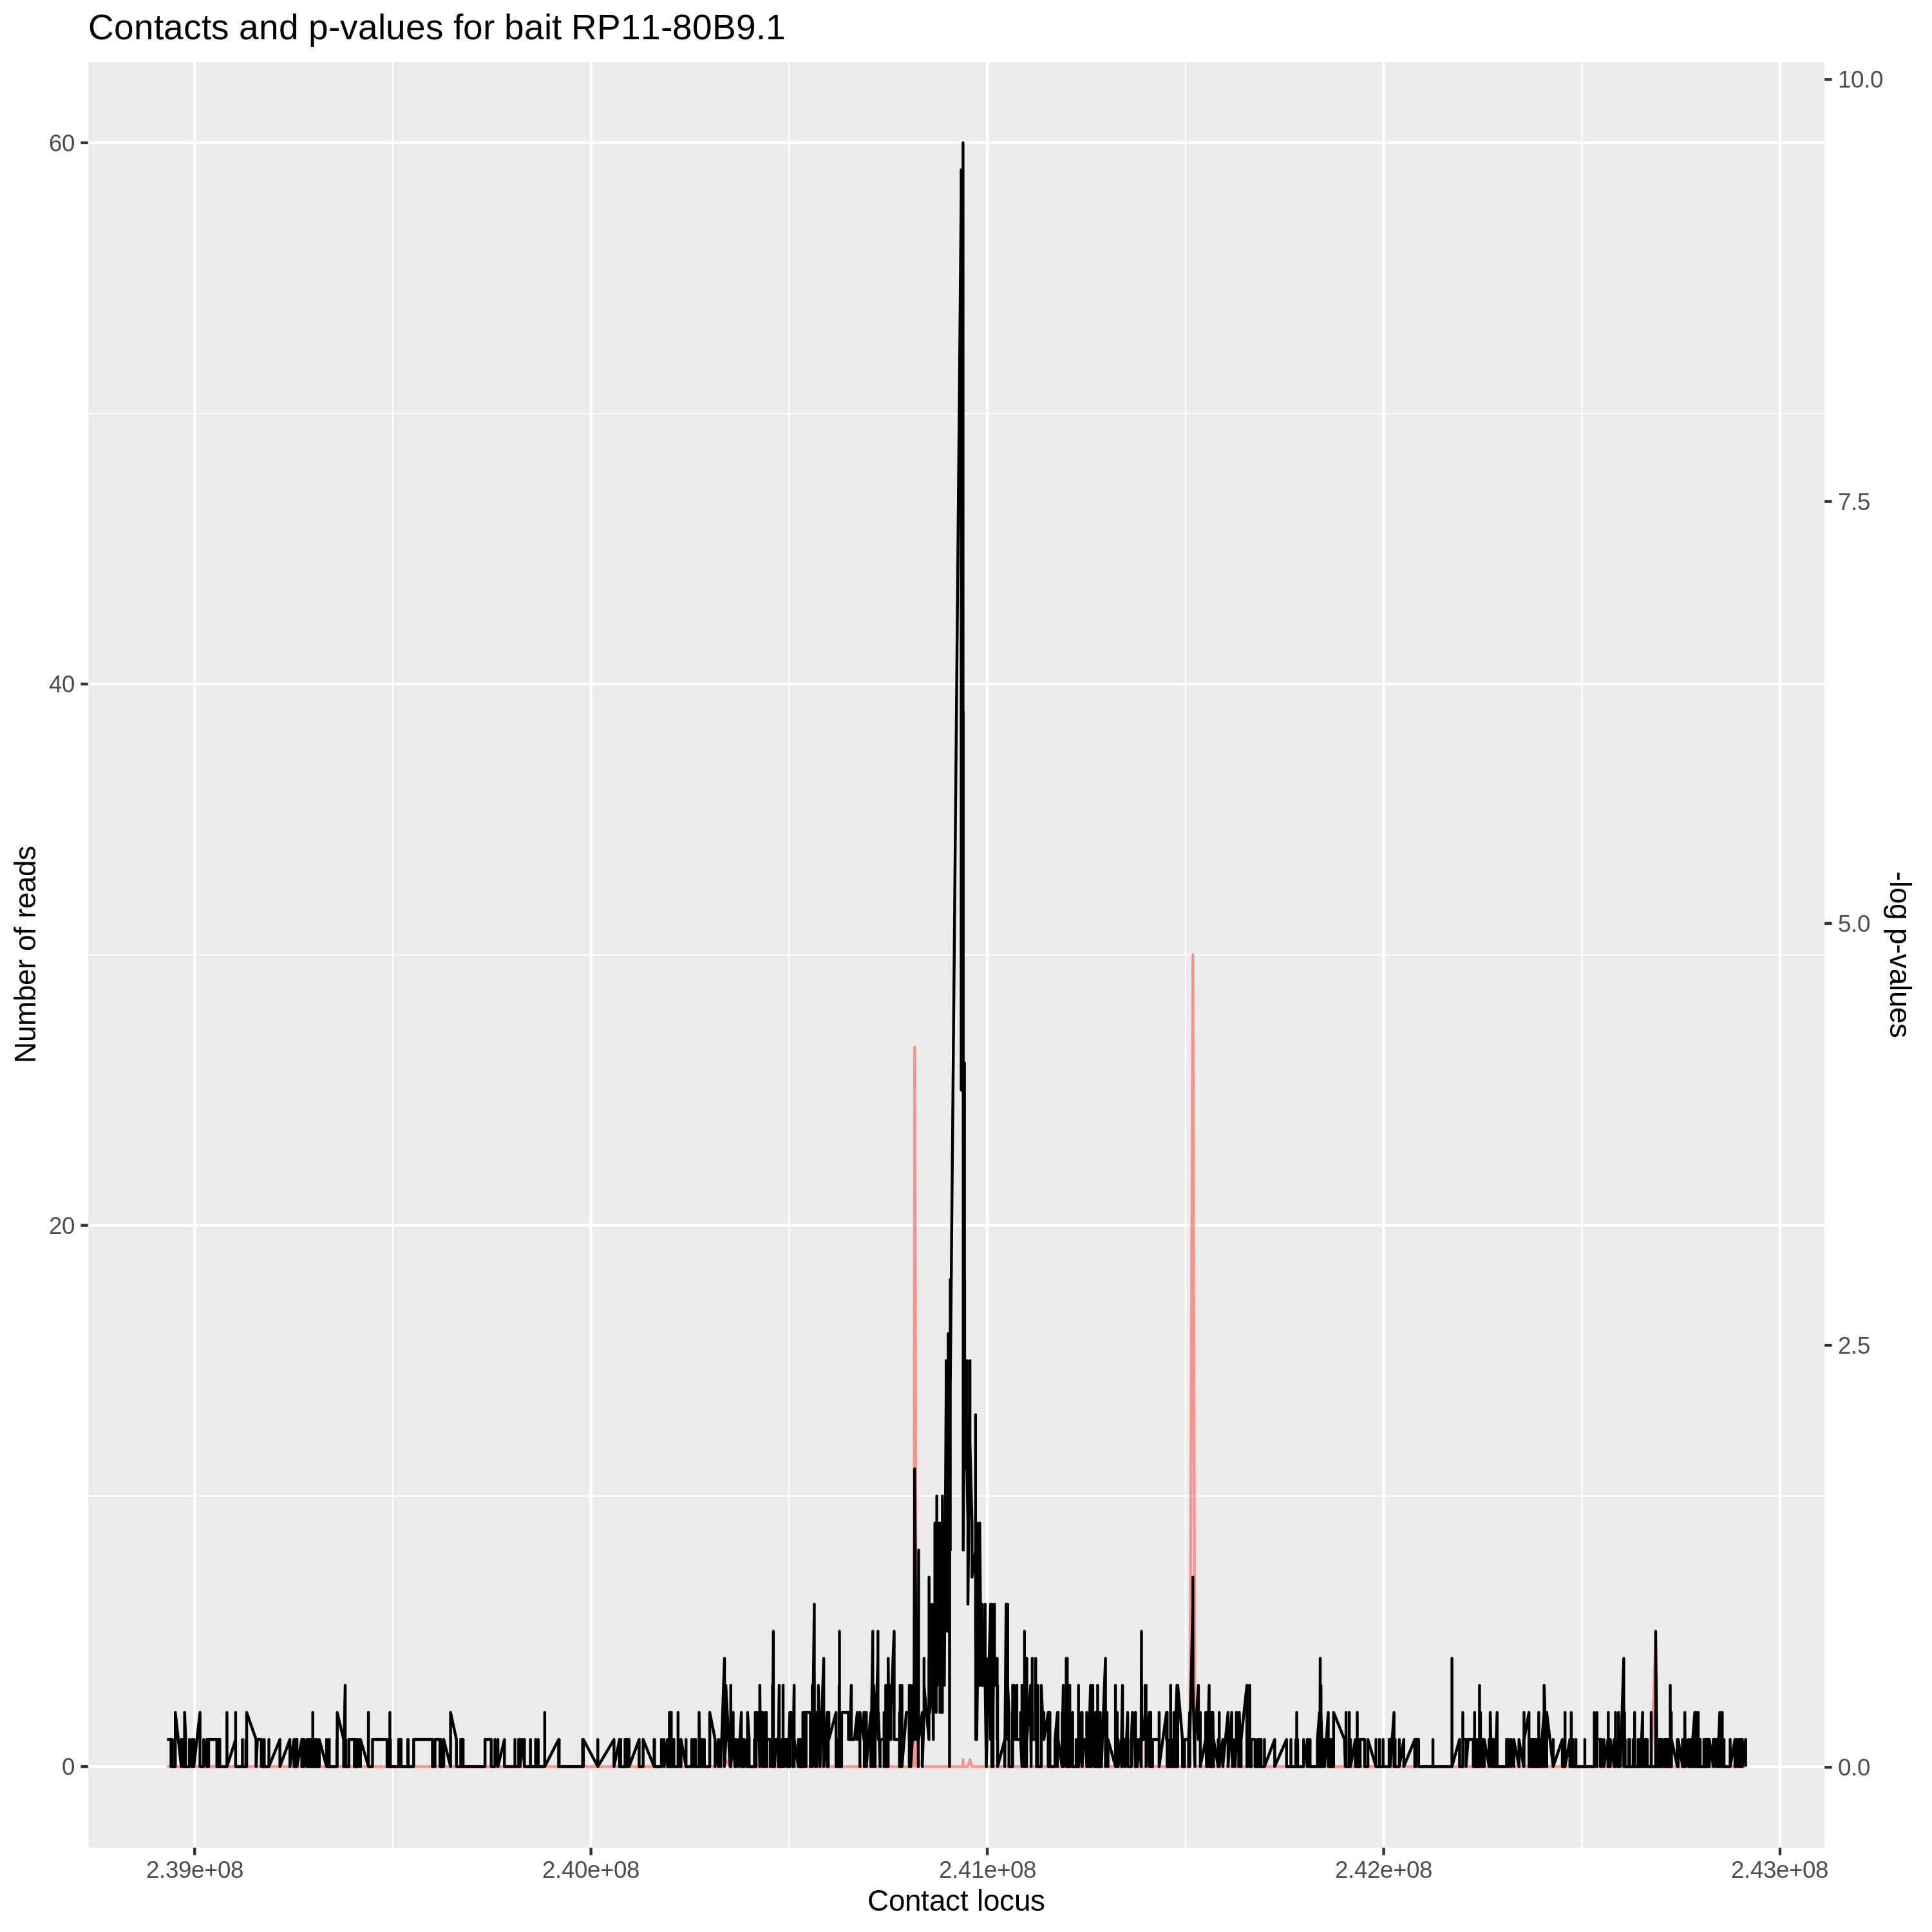 Contacts and p-values for bait RP11-80B9.1
60
40
20
0
Number of reads
10.0
7.5
5.0
2.5
0.0
-log p-values
2.39e+08
2.40e+08
2.41e+08
2.42e+08
2.43e+08
Contact locus